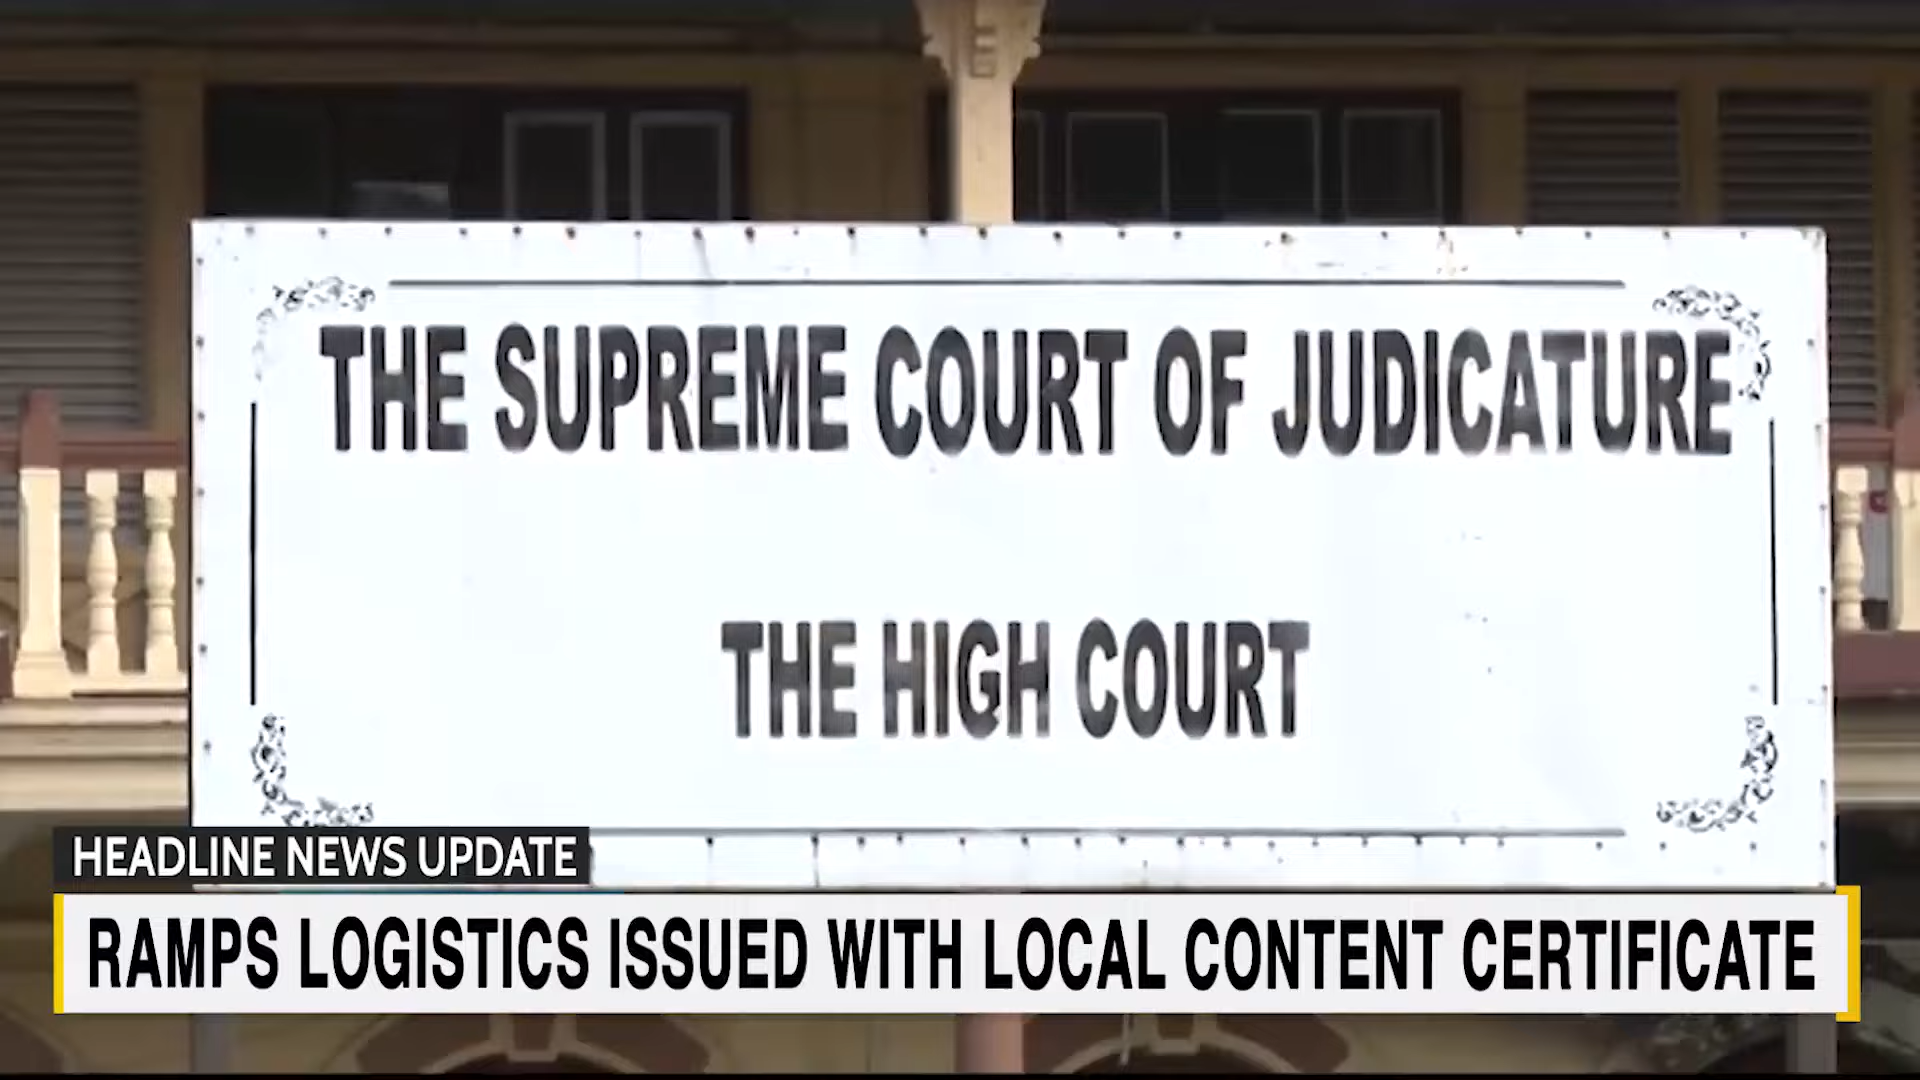 THE SUPREME COURT OF JUDICATURE
THE HIGH COURT
HEADLINE NEWS UPDATE
RAMPS LOGISTICS ISSUED WITH LOCAL CONTENT CERTIFICATE